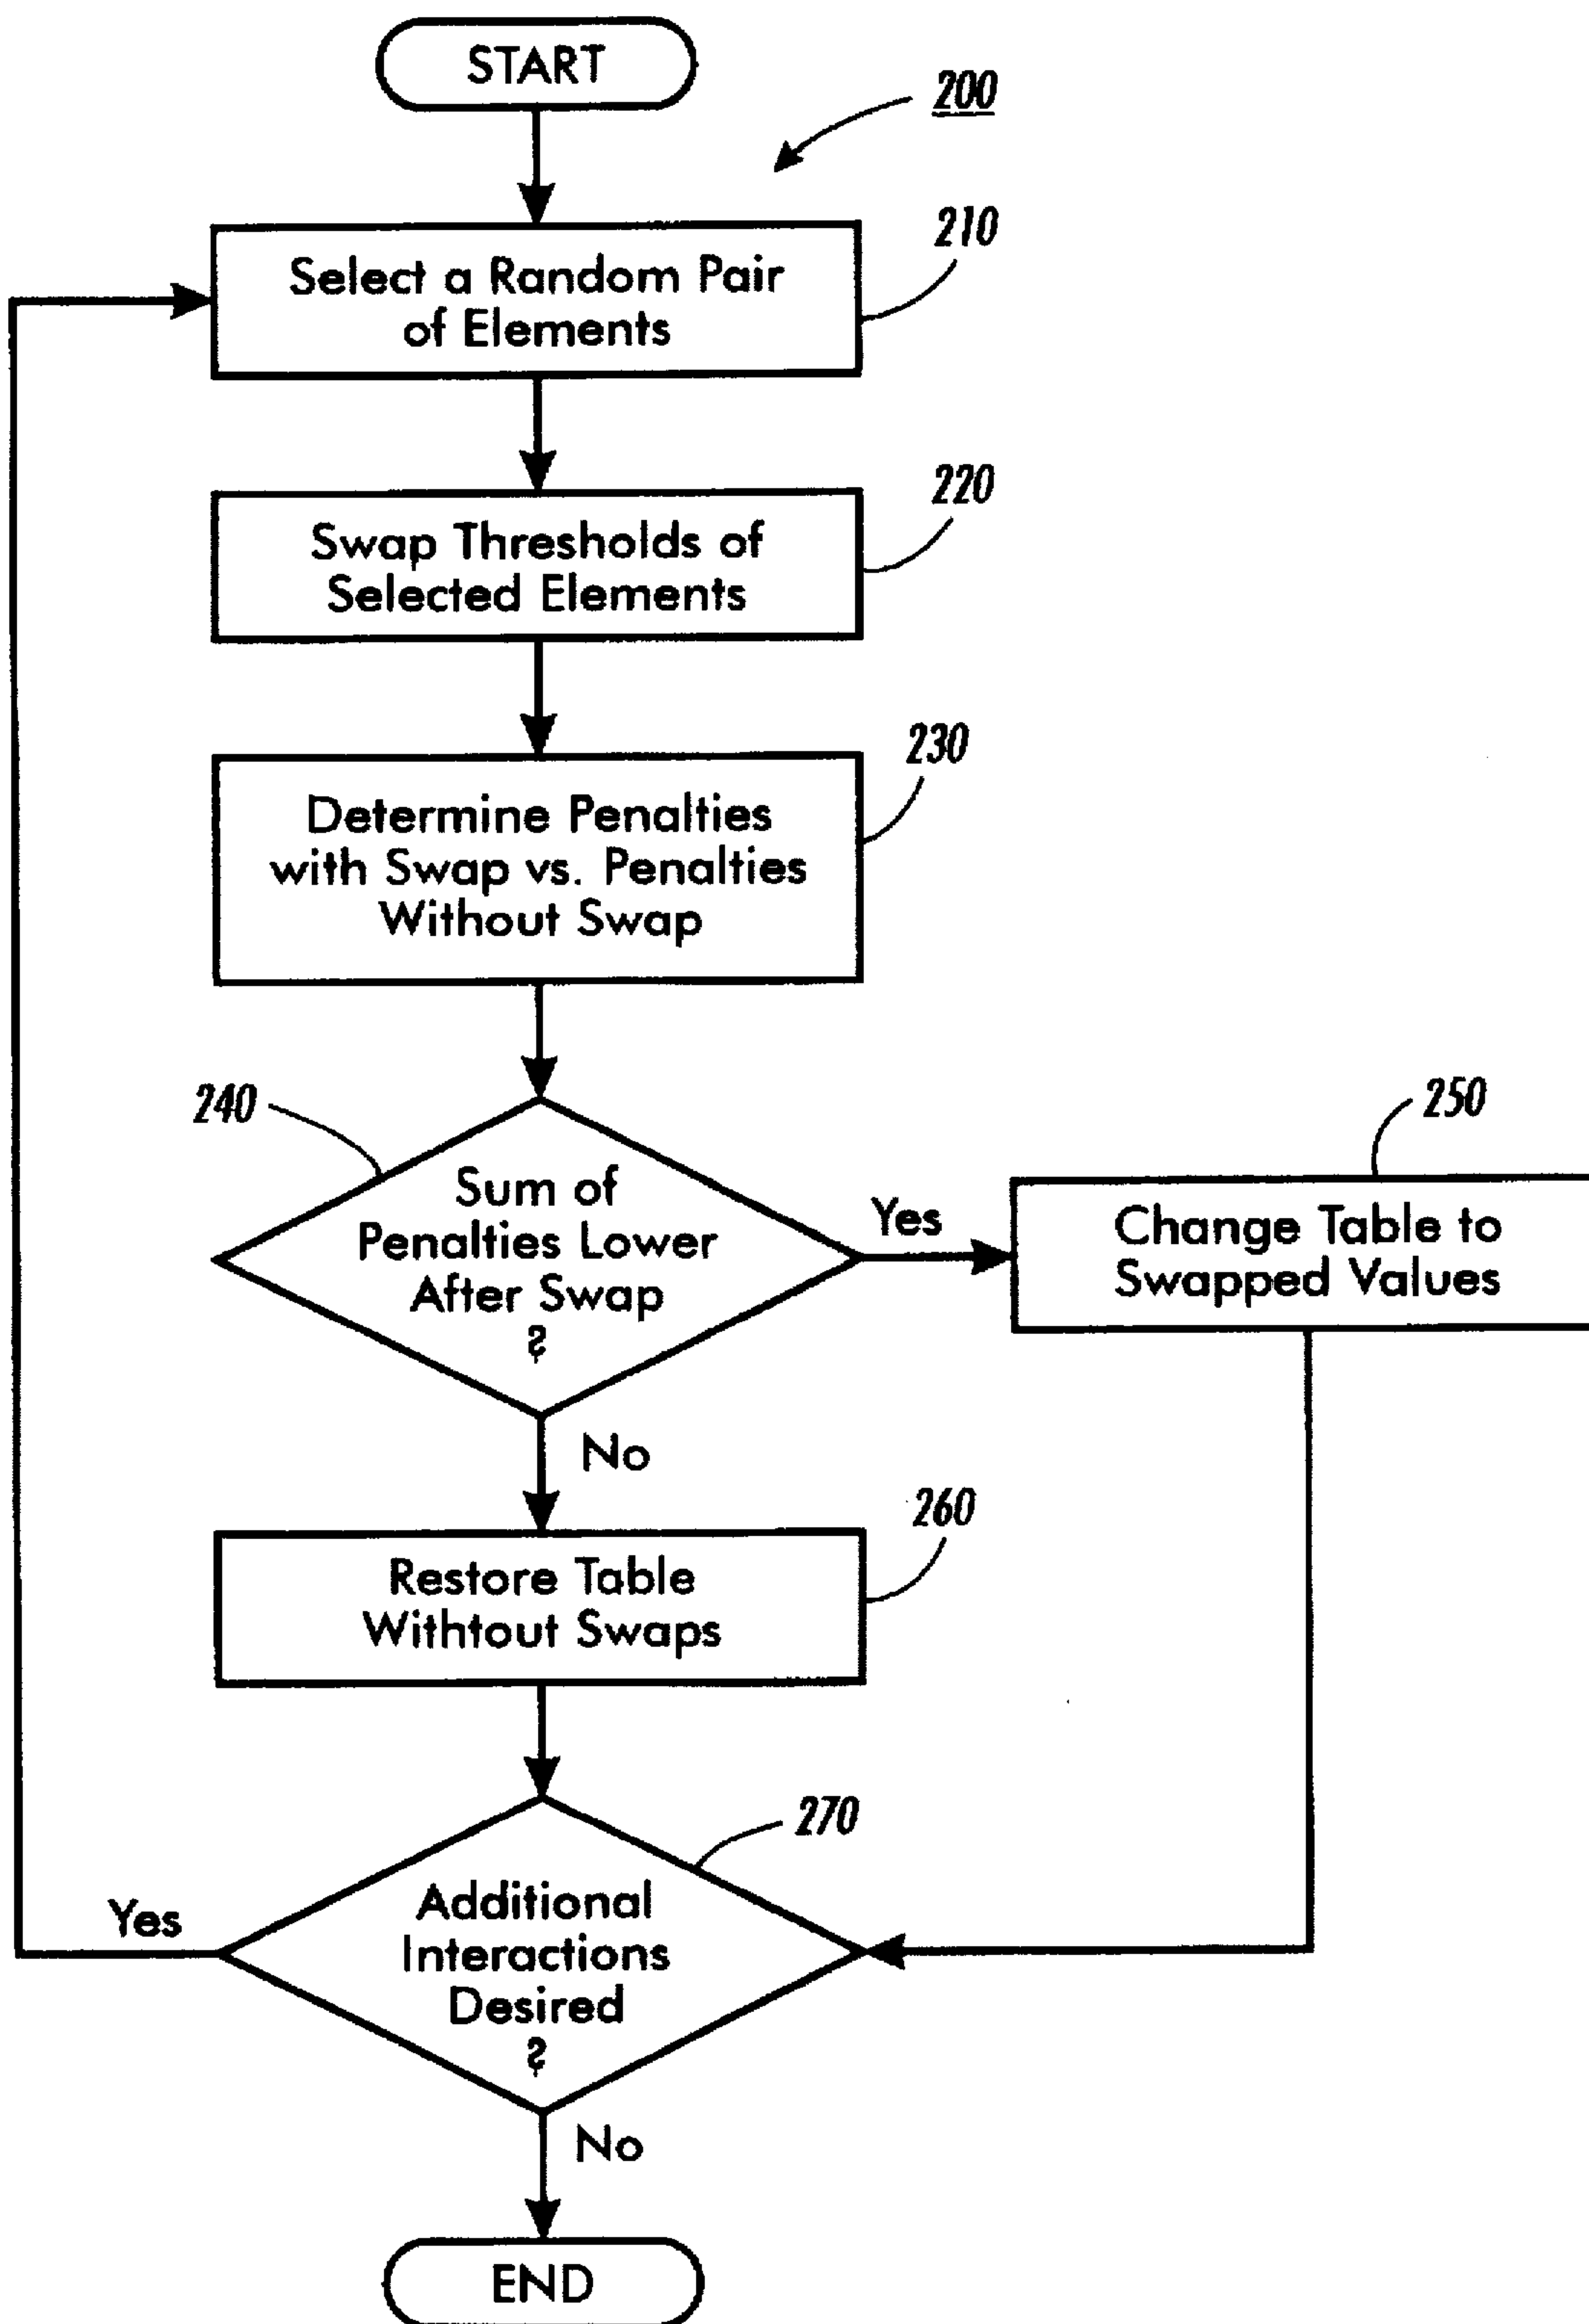 START
200
210
Select a Random Pair
of Elements
220
Swap Thresholds of
Selected Elements
230
Determine Penalties
with Swap vs. Penalties
Without Swap
240
Sum of
Penalties Lower
After Swap
?
Yes
250
Change Table to
Swapped Values
No
260
Restore Table
Withtout Swaps
270
Additional
Interactions
Desired
?
Yes
No
END